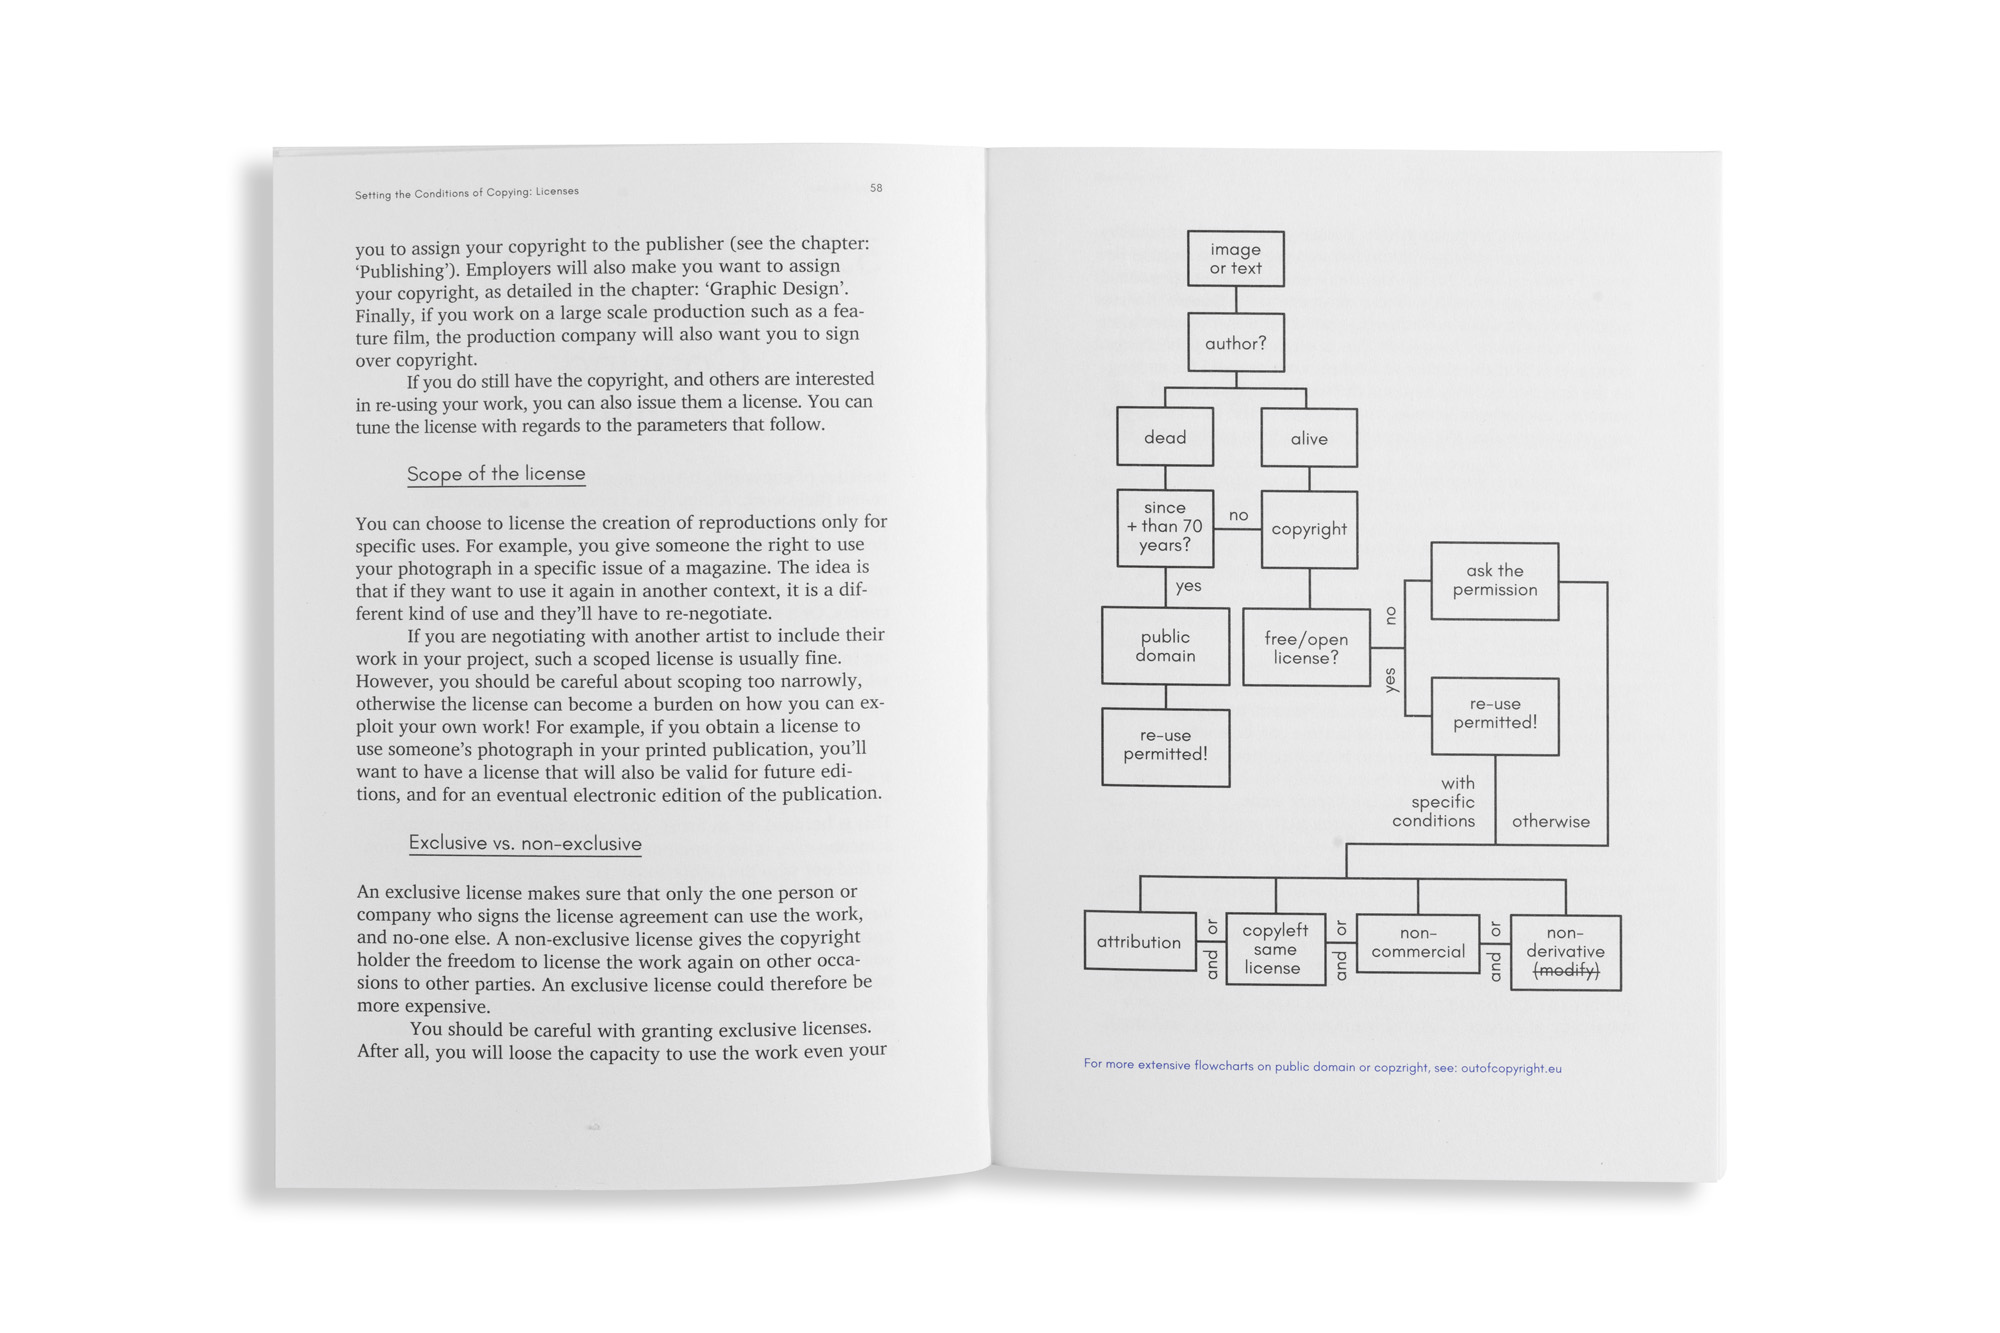 Setting the Conditions of Copying: Licenses
58
you to assign your copyright to the publisher (see the chapter:
‘Publishing’). Employers will also make you want to assign
your copyright, as detailed in the chapter: ‘Graphic Design’.
Finally, if you work on a large scale production such as a fea-
ture film, the production company will also want you to sign
over copyright.
If you do still have the copyright, and others are interested
in re-using your work, you can also issue them a license. You can
tune the license with regards to the parameters that follow.
Scope of the license
You can choose to license the creation of reproductions only for
specific uses. For example, you give someone the right to use
your photograph in a specific issue of a magazine. The idea is
that if they want to use it again in another context, it is a dif-
ferent kind of use and they’ll have to re-negotiate.
If you are negotiating with another artist to include their
work in your project, such a scoped license is usually fine.
However, you should be careful about scoping too narrowly,
otherwise the license can become a burden on how you can ex-
ploit your own work! For example, if you obtain a license to
use someone’s photograph in your printed publication, you’ll
want to have a license that will also be valid for future edi-
tions, and for an eventual electronic edition of the publication.
Exclusive vs. non-exclusive
An exclusive license makes sure that only the one person or
company who signs the license agreement can use the work,
and no-one else. A non-exclusive license gives the copyright
holder the freedom to license the work again on other occa-
sions to other parties. An exclusive license could therefore be
more expensive.
You should be careful with granting exclusive licenses.
After all, you will loose the capacity to use the work even your
image
or text
author?
dead
alive
since
+ than 70
years?
no
copyright
yes
public
domain
re-use
permitted!
free/open
license?
no
yes
ask the
permission
re-use
permitted!
with
specific
conditions
otherwise
attribution
and or
copyleft
same
license
and or
non-
commercial
and or
non-
derivative
(modify)
For more extensive flowcharts on public domain or copzright, see: outofcopyright.eu